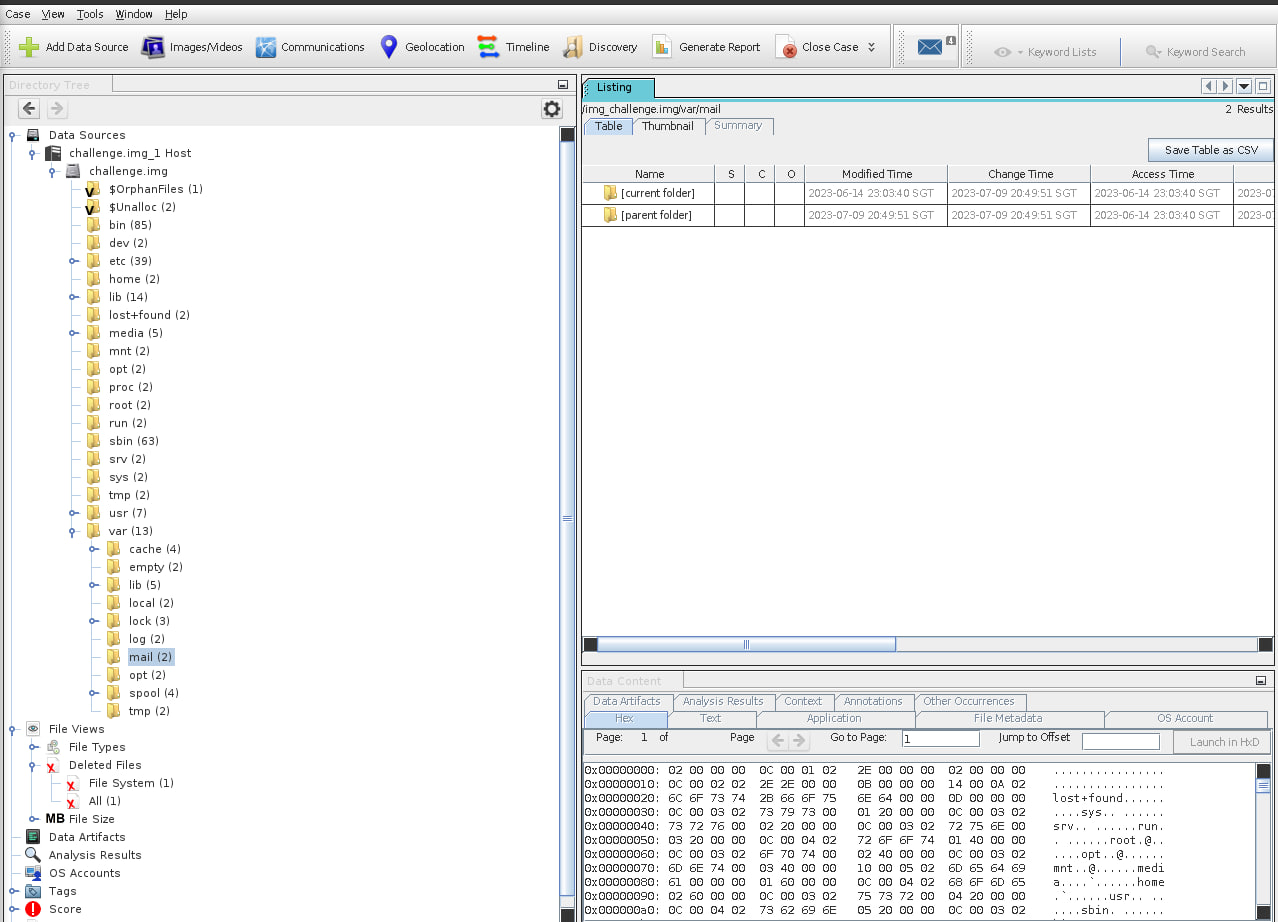 Case View Tools Window Help
Add Data Source Images/Videos Communications Geolocation Timeline Discovery Generate Report Close Case Keyword Lists Keyword Search
Directory Tree
Data Sources
challenge.img_1 Host
challenge.img
$OrphanFiles (1)
$Unalloc (2)
bin (85)
dev (2)
etc (39)
home (2)
lib (14)
lost+found (2)
media (5)
mnt (2)
opt (2)
proc (2)
root (2)
run (2)
sbin (63)
srv (2)
sys (2)
tmp (2)
usr (7)
var (13)
cache (4)
empty (2)
lib (5)
local (2)
lock (3)
log (2)
mail (2)
opt (2)
spool (4)
tmp (2)
File Views
File Types
Deleted Files
File System (1)
All (1)
MB File Size
Data Artifacts
Analysis Results
OS Accounts
Tags
Score
Listing
/img_challenge.img/var/mail 2 Results
Table Thumbnail Summary
Save Table as CSV
Name S C O Modified Time Change Time Access Time
[current folder] 2023-06-14 23:03:40 SGT 2023-07-09 20:49:51 SGT 2023-06-14 23:03:40 SGT 2023-0
[parent folder] 2023-07-09 20:49:51 SGT 2023-07-09 20:49:51 SGT 2023-06-14 23:03:40 SGT 2023-0
Data Content
Data Artifacts Analysis Results Context Annotations Other Occurrences
Hex Text Application File Metadata OS Account
Page: 1 of Page Go to Page: 1 Jump to Offset Launch in HxD
0x00000000: 02 00 00 00 0C 00 01 02 2E 00 00 00 02 00 00 00 ................
0x00000010: 0C 00 02 02 2E 2E 00 00 0B 00 00 00 14 00 0A 02 ................
0x00000020: 6C 6F 73 74 2B 66 6F 75 6E 64 00 00 0D 00 00 00 lost+found......
0x00000030: 0C 00 03 02 73 79 73 00 01 20 00 00 0C 00 03 02 ....sys.. ......
0x00000040: 73 72 76 00 02 20 00 00 0C 00 03 02 72 75 6E 00 srv.. ......run.
0x00000050: 03 20 00 00 0C 00 04 02 72 6F 6F 74 01 40 00 00 . ......root.@..
0x00000060: 0C 00 03 02 6F 70 74 00 02 40 00 00 0C 00 03 02 ....opt..@......
0x00000070: 6D 6E 74 00 03 40 00 00 10 00 05 02 6D 65 64 69 mnt..@......medi
0x00000080: 61 00 00 00 01 60 00 00 0C 00 04 02 68 6F 6D 65 a....`......home
0x00000090: 02 60 00 00 0C 00 03 02 75 73 72 00 04 20 00 00 .`......usr.. ..
0x000000a0: 0C 00 04 02 73 62 69 6E 05 20 00 00 0C 00 03 02 ....sbin. ......